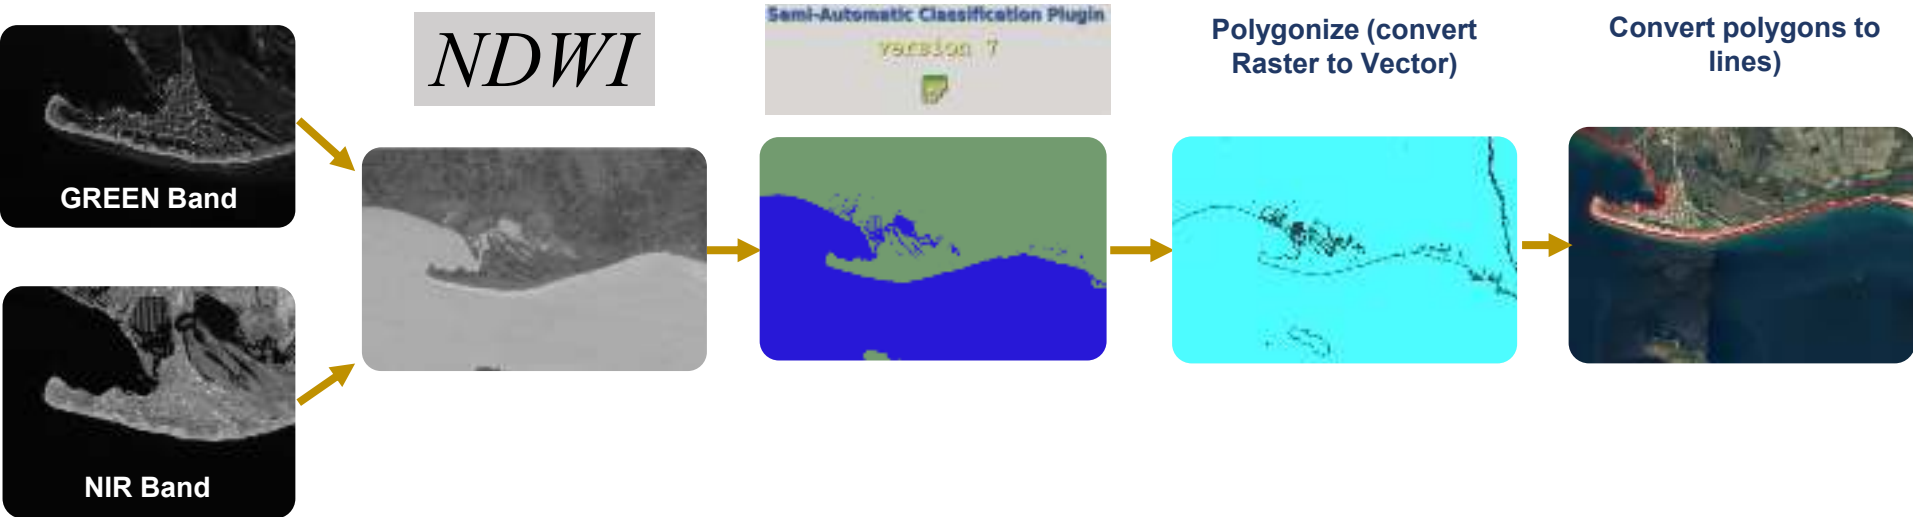 GREEN Band
NIR Band
NDWI
Semi-Automatic Classification Plugin
version 7
Polygonize (convert
Raster to Vector)
Convert polygons to
lines)